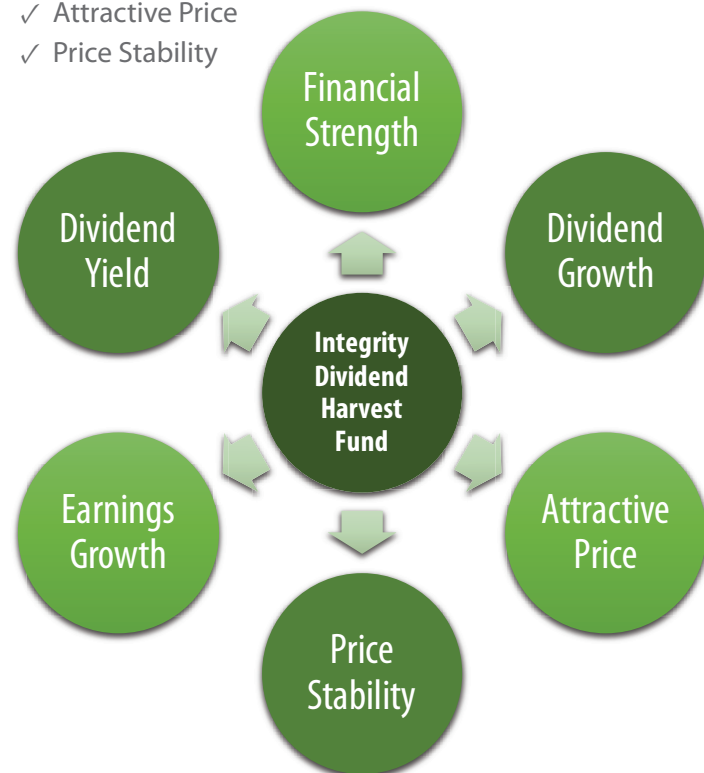 ✓ Attractive Price
✓ Price Stability
Financial
Strength
Dividend
Yield
Dividend
Growth
Integrity
Dividend
Harvest
Fund
Earnings
Growth
Attractive
Price
Price
Stability